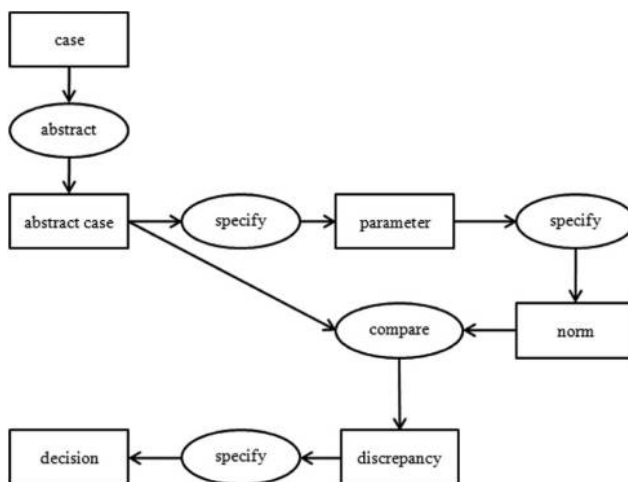 case
abstract
abstract case
specify
parameter
specify
compare
norm
decision
specify
discrepancy